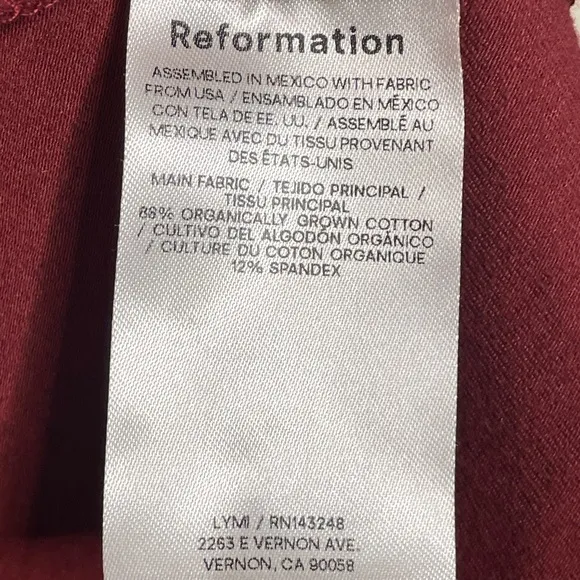 Reformation
ASSEMBLED IN MEXICO WITH FABRIC
FROM USA / ENSAMBLADO EN MÉXICO
CON TELA DE EE. UU. / ASSEMBLÉ AU
MEXIQUE AVEC DU TISSU PROVENANT
DES ÉTATS-UNIS
MAIN FABRIC / TEJIDO PRINCIPAL /
TISSU PRINCIPAL
88% ORGANICALLY GROWN COTTON
/ CULTIVO DEL ALGODÓN ORGÁNICO
/ CULTURE DU COTON ORGANIQUE
12% SPANDEX
LYMI / RN143248
2263 E VERNON AVE.
VERNON, CA 90058